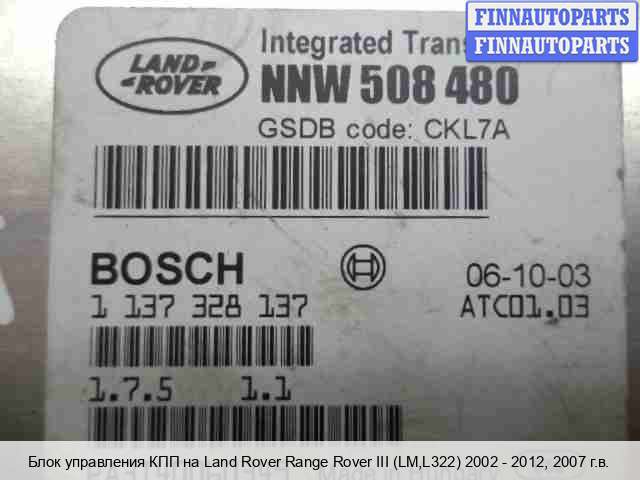 FINNAUTOPARTS
FINNAUTOPARTS
LAND
ROVER
Integrated
NNW 508 480
GSDB code: CKL7A
BOSCH
06-10-03
1 137 328 137
ATC01.03
1.7.5 1.1
Блок управления КПП на Land Rover Range Rover III (LM,L322) 2002 - 2012, 2007 г.в.